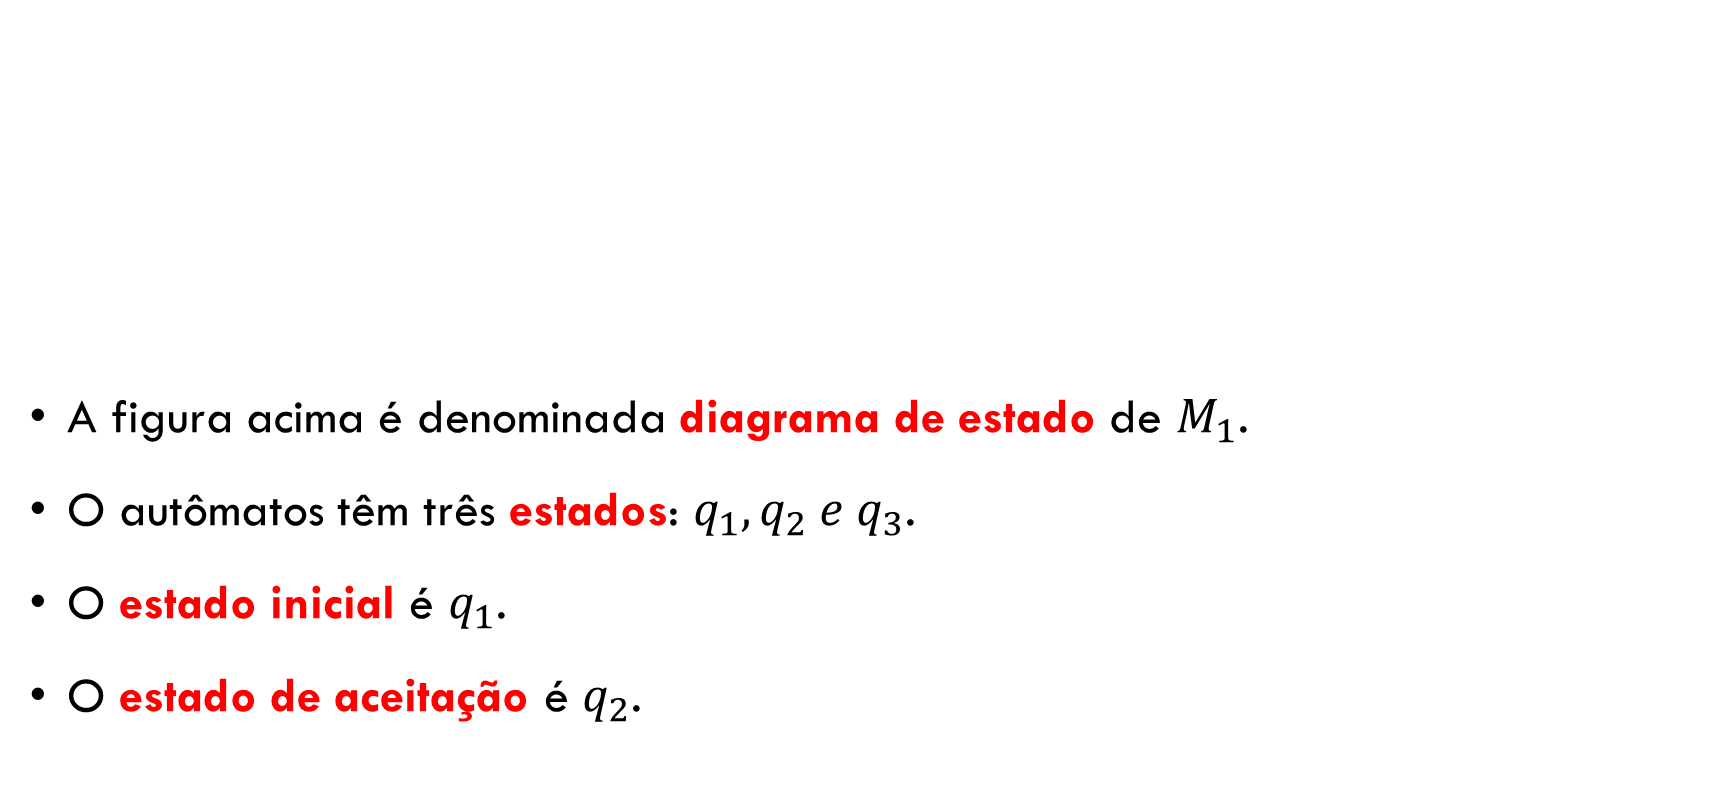 • A figura acima é denominada diagrama de estado de 𝑀₁.
• O autômatos têm três estados: 𝑞₁, 𝑞₂ 𝑒 𝑞₃.
• O estado inicial é 𝑞₁.
• O estado de aceitação é 𝑞₂.